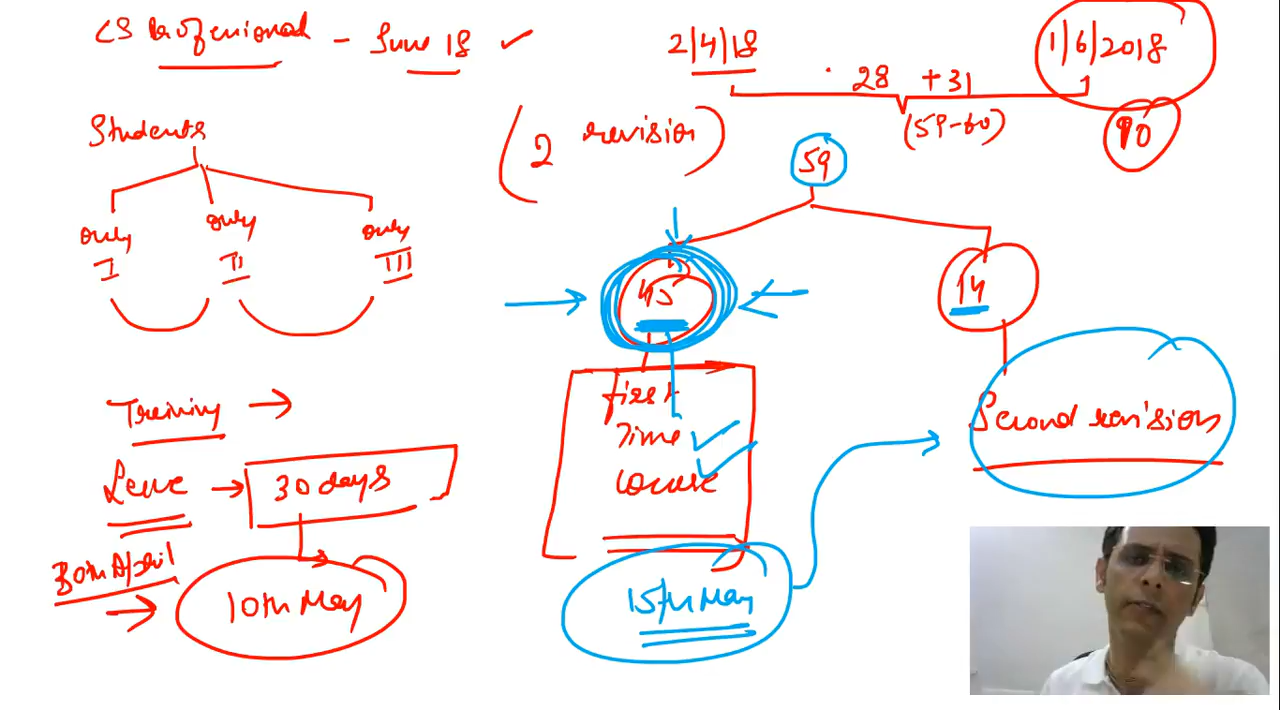 CS Professional - June 18
2/4/18
1/6/2018
28 + 31
1
(59-60)
90
Students
(2 revision)
59
only I
only II
only III
45
14
first
Time
course
Second revision
Training →
Leave → 30 days
30th April
10th May
15th May